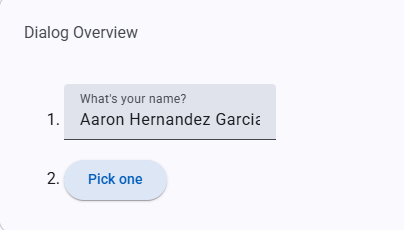 Dialog Overview
What's your name?
1. Aaron Hernandez Garcia
2. Pick one